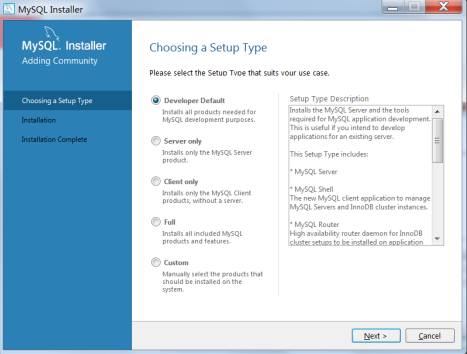 MySQL Installer
MySQL. Installer
Adding Community
Choosing a Setup Type
Installation
Installation Complete
Choosing a Setup Type
Please select the Setup Type that suits your use case.
Developer Default
Installs all products needed for
MySQL development purposes.
Server only
Installs only the MySQL Server
product.
Client only
Installs only the MySQL Client
products, without a server.
Full
Installs all included MySQL
products and features.
Custom
Manually select the products that
should be installed on the
system.
Setup Type Description
Installs the MySQL Server and the tools
required for MySQL application development.
This is useful if you intend to develop
applications for an existing server.
This Setup Type includes:
* MySQL Server
* MySQL Shell
The new MySQL client application to manage
MySQL Servers and InnoDB cluster instances.
* MySQL Router
High availability router daemon for InnoDB
cluster setups to be installed on application
Next >
Cancel